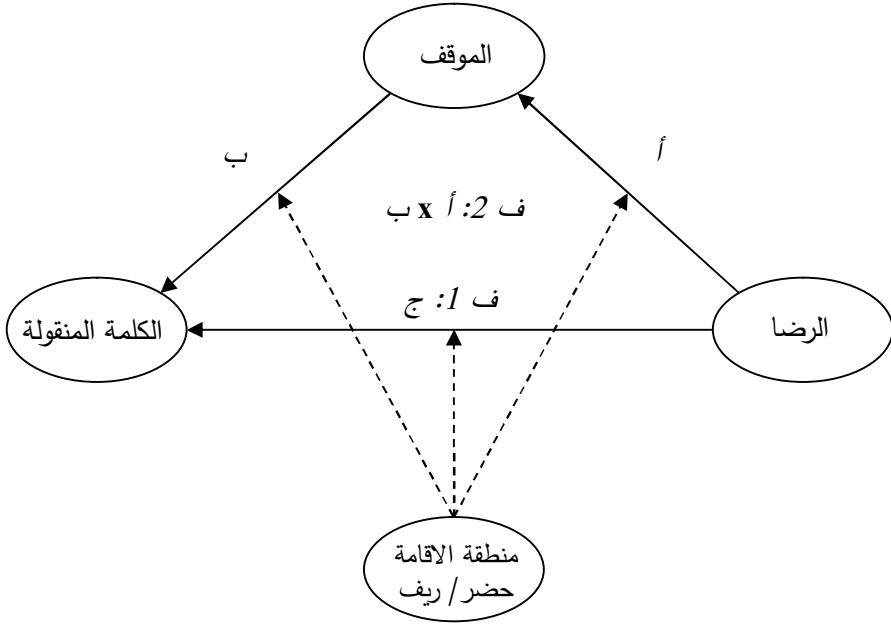 الموقف
أ
ب
ف 2: أ x ب
ف 1: ج
الرضا
الكلمة المنقولة
منطقة الاقامة
حضر/ ريف